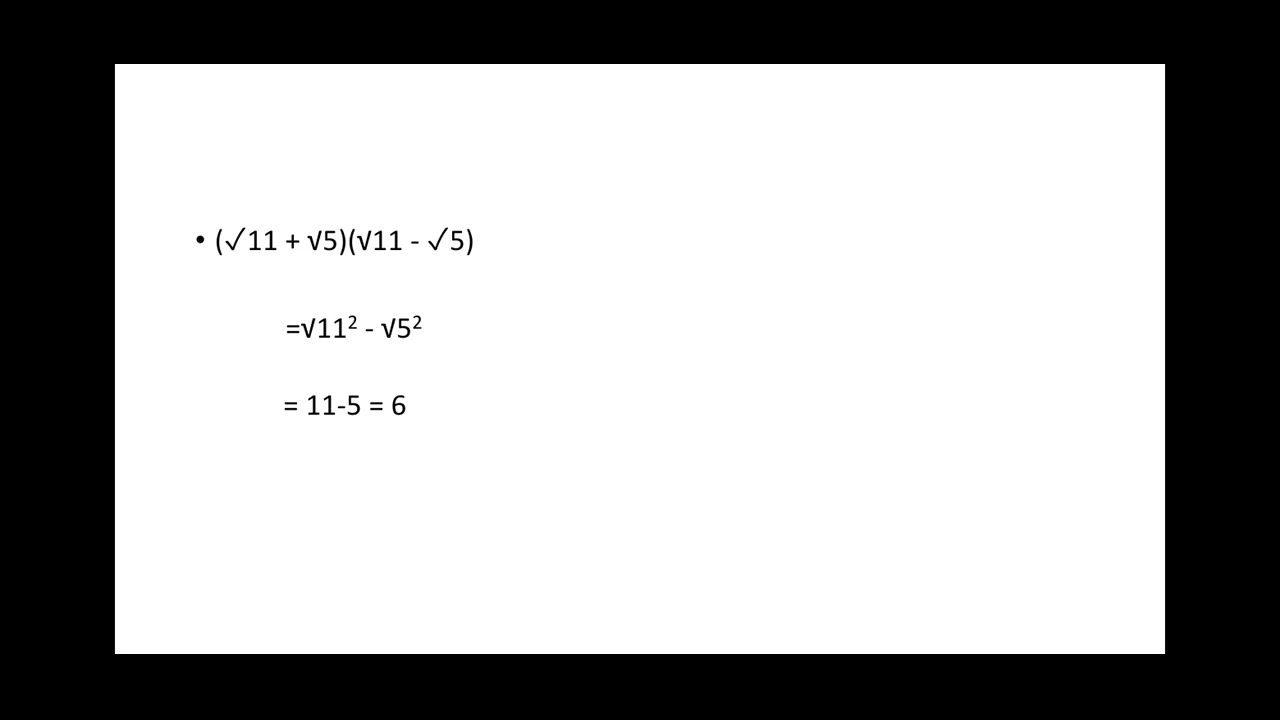 • (✓11 + √5)(√11 - ✓5)
=√11² - √5²
= 11-5 = 6